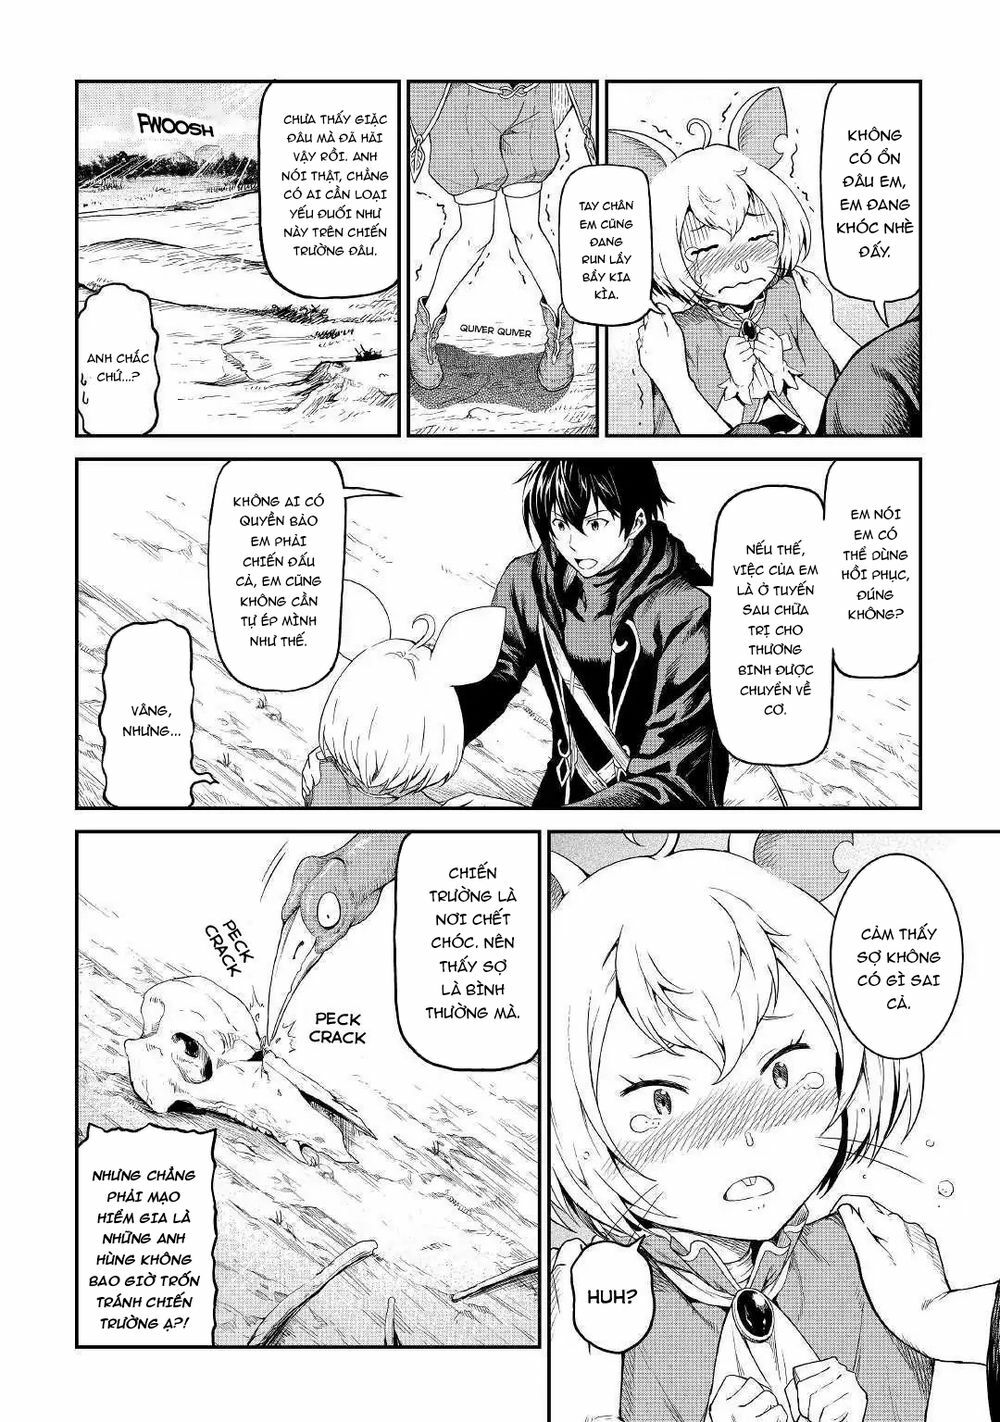 KHÔNG
CÓ ỔN
ĐÂU EM,
EM ĐANG
KHÓC NHÈ
ĐẤY.
TAY CHÂN
EM CŨNG
ĐANG
RUN LẨY
BẨY KIA
KÌA.
QUIVER QUIVER
CHƯA THẤY GIẶC
ĐÂU MÀ ĐÃ HÃI
VẬY RỒI. ANH
NÓI THẬT, CHẲNG
CÓ AI CẦN LOẠI
YẾU ĐUỐI NHƯ
NÀY TRÊN CHIẾN
TRƯỜNG ĐÂU.
FWOOSH
ANH CHẮC
CHỨ...?
EM NÓI
EM CÓ
THỂ DÙNG
HỒI PHỤC,
ĐÚNG
KHÔNG?
NẾU THẾ,
VIỆC CỦA EM
LÀ Ở TUYẾN
SAU CHỮA
TRỊ CHO
THƯƠNG
BINH ĐƯỢC
CHUYỂN VỀ
CƠ.
KHÔNG AI CÓ
QUYỀN BẢO
EM PHẢI
CHIẾN ĐẤU
CẢ, EM CŨNG
KHÔNG CẦN
TỰ ÉP MÌNH
NHƯ THẾ.
VÂNG,
NHƯNG...
CẢM THẤY
SỢ KHÔNG
CÓ GÌ SAI
CẢ.
HUH?
CHIẾN
TRƯỜNG LÀ
NƠI CHẾT
CHÓC. NÊN
THẤY SỢ
LÀ BÌNH
THƯỜNG MÀ.
PECK
CRACK
PECK
CRACK
NHƯNG CHẲNG
PHẢI MẠO
HIỂM GIA LÀ
NHỮNG ANH
HÙNG KHÔNG
BAO GIỜ TRỐN
TRÁNH CHIẾN
TRƯỜNG Ạ?!